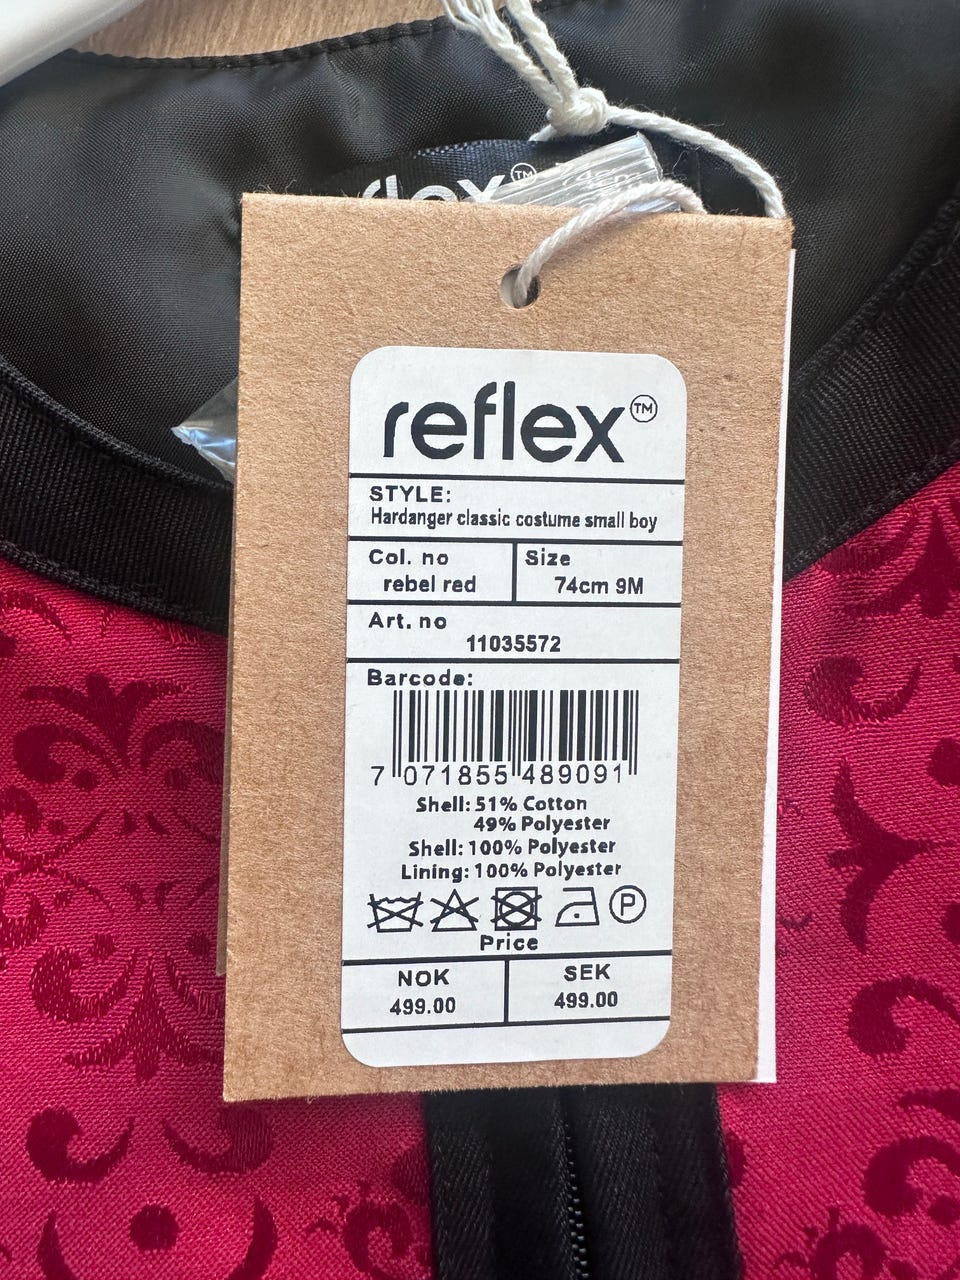 reflex™
STYLE:
Hardanger classic costume small boy
Col. no
rebel red
Size
74cm 9M
Art. no
11035572
Barcode:
7 071855 489091
Shell: 51% Cotton
49% Polyester
Shell: 100% Polyester
Lining: 100% Polyester
P
Price
NOK
499.00
SEK
499.00